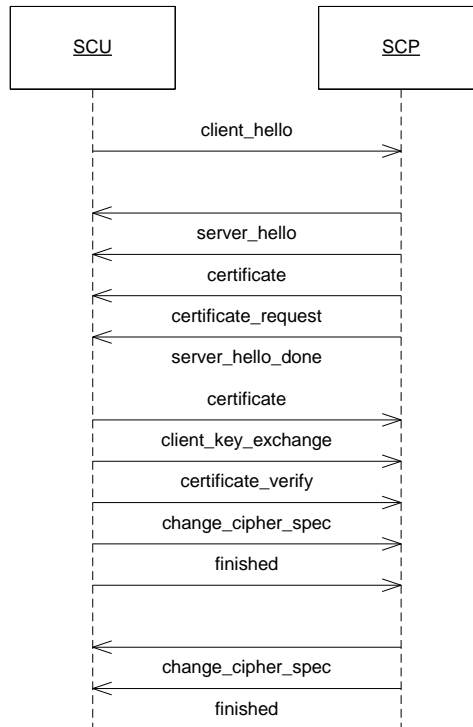 SCU
SCP
client_hello
server_hello
certificate
certificate_request
server_hello_done
certificate
client_key_exchange
certificate_verify
change_cipher_spec
finished
change_cipher_spec
finished